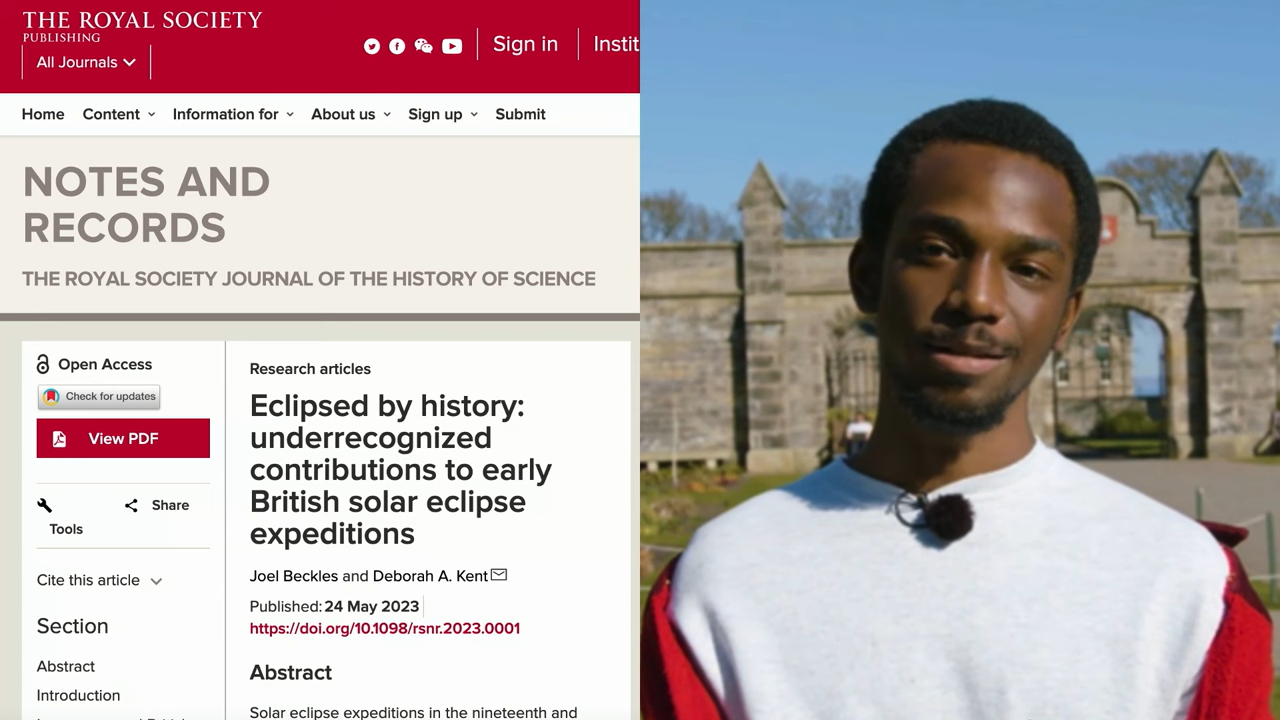 THE ROYAL SOCIETY
PUBLISHING
All Journals
Sign in
Instit
Home Content Information for About us Sign up Submit
NOTES AND
RECORDS
THE ROYAL SOCIETY JOURNAL OF THE HISTORY OF SCIENCE
Open Access
Check for updates
View PDF
Share
Tools
Cite this article
Section
Abstract
Introduction
Research articles
Eclipsed by history:
underrecognized
contributions to early
British solar eclipse
expeditions
Joel Beckles and Deborah A. Kent
Published: 24 May 2023
https://doi.org/10.1098/rsnr.2023.0001
Abstract
Solar eclipse expeditions in the nineteenth and